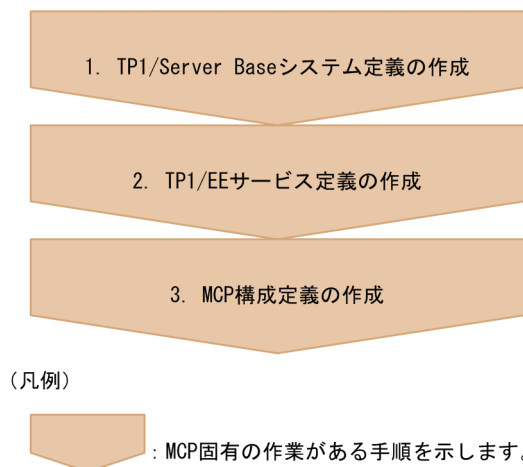 1. TP1/Server Baseシステム定義の作成
2. TP1/EEサービス定義の作成
3. MCP構成定義の作成
（凡例）
：MCP固有の作業がある手順を示します。